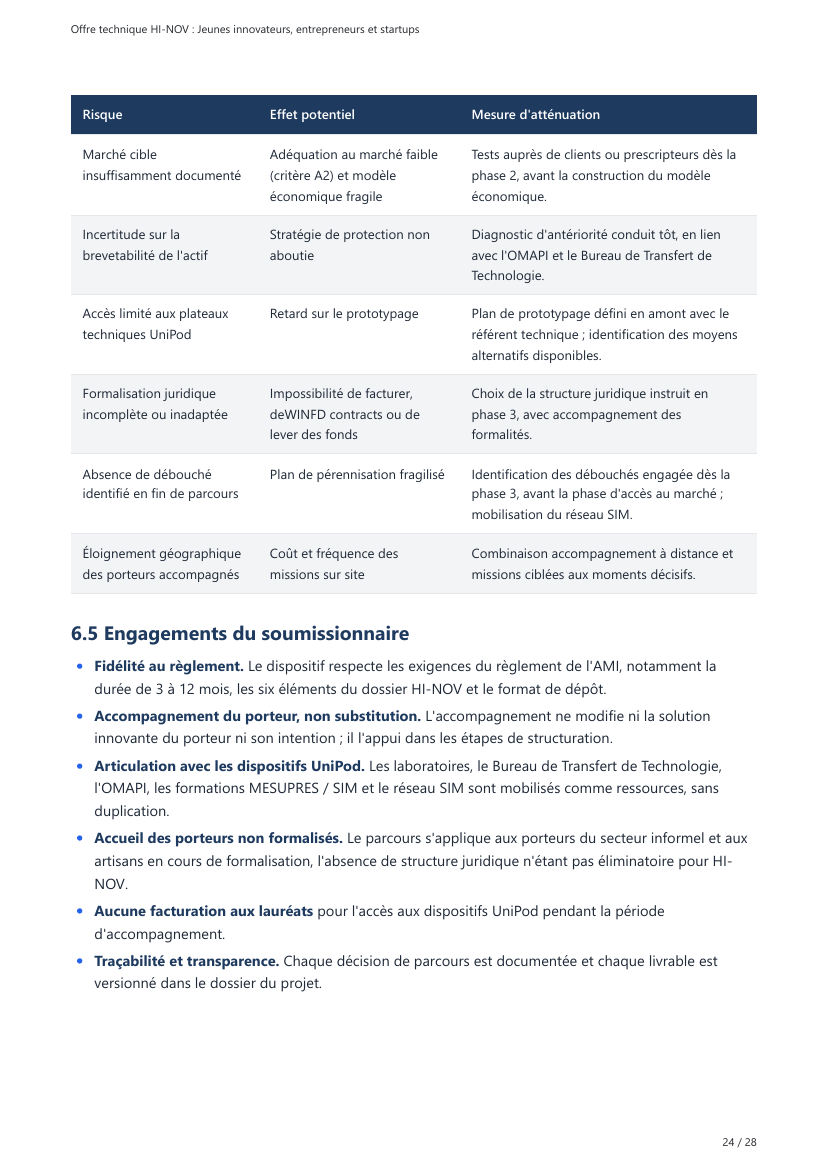 Offre technique HI-NOV : Jeunes innovateurs, entrepreneurs et startups
Risque
Effet potentiel
Mesure d'atténuation
Marché cible
insuffisamment documenté
Adéquation au marché faible
(critère A2) et modèle
économique fragile
Tests auprès de clients ou prescripteurs dès la
phase 2, avant la construction du modèle
économique.
Incertitude sur la
brevetabilité de l'actif
Stratégie de protection non
aboutie
Diagnostic d'antériorité conduit tôt, en lien
avec l'OMAPI et le Bureau de Transfert de
Technologie.
Accès limité aux plateaux
techniques UniPod
Retard sur le prototypage
Plan de prototypage défini en amont avec le
référent technique ; identification des moyens
alternatifs disponibles.
Formalisation juridique
incomplète ou inadaptée
Impossibilité de facturer,
deWINFD contracts ou de
lever des fonds
Choix de la structure juridique instruit en
phase 3, avec accompagnement des
formalités.
Absence de débouché
identifié en fin de parcours
Plan de pérennisation fragilisé
Identification des débouchés engagée dès la
phase 3, avant la phase d'accès au marché ;
mobilisation du réseau SIM.
Éloignement géographique
des porteurs accompagnés
Coût et fréquence des
missions sur site
Combinaison accompagnement à distance et
missions ciblées aux moments décisifs.
6.5 Engagements du soumissionnaire
• Fidélité au règlement. Le dispositif respecte les exigences du règlement de l'AMI, notamment la
durée de 3 à 12 mois, les six éléments du dossier HI-NOV et le format de dépôt.
• Accompagnement du porteur, non substitution. L'accompagnement ne modifie ni la solution
innovante du porteur ni son intention ; il l'appui dans les étapes de structuration.
• Articulation avec les dispositifs UniPod. Les laboratoires, le Bureau de Transfert de Technologie,
l'OMAPI, les formations MESUPRES / SIM et le réseau SIM sont mobilisés comme ressources, sans
duplication.
• Accueil des porteurs non formalisés. Le parcours s'applique aux porteurs du secteur informel et aux
artisans en cours de formalisation, l'absence de structure juridique n'étant pas éliminatoire pour HI-
NOV.
• Aucune facturation aux lauréats pour l'accès aux dispositifs UniPod pendant la période
d'accompagnement.
• Traçabilité et transparence. Chaque décision de parcours est documentée et chaque livrable est
versionné dans le dossier du projet.
24 / 28